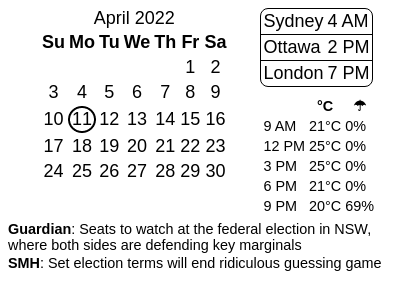 April 2022
Su Mo Tu We Th Fr Sa
1 2
3 4 5 6 7 8 9
10 11 12 13 14 15 16
17 18 19 20 21 22 23
24 25 26 27 28 29 30
Sydney 4 AM
Ottawa 2 PM
London 7 PM
°C ☂
9 AM 21°C 0%
12 PM 25°C 0%
3 PM 25°C 0%
6 PM 21°C 0%
9 PM 20°C 69%
Guardian: Seats to watch at the federal election in NSW,
where both sides are defending key marginals
SMH: Set election terms will end ridiculous guessing game